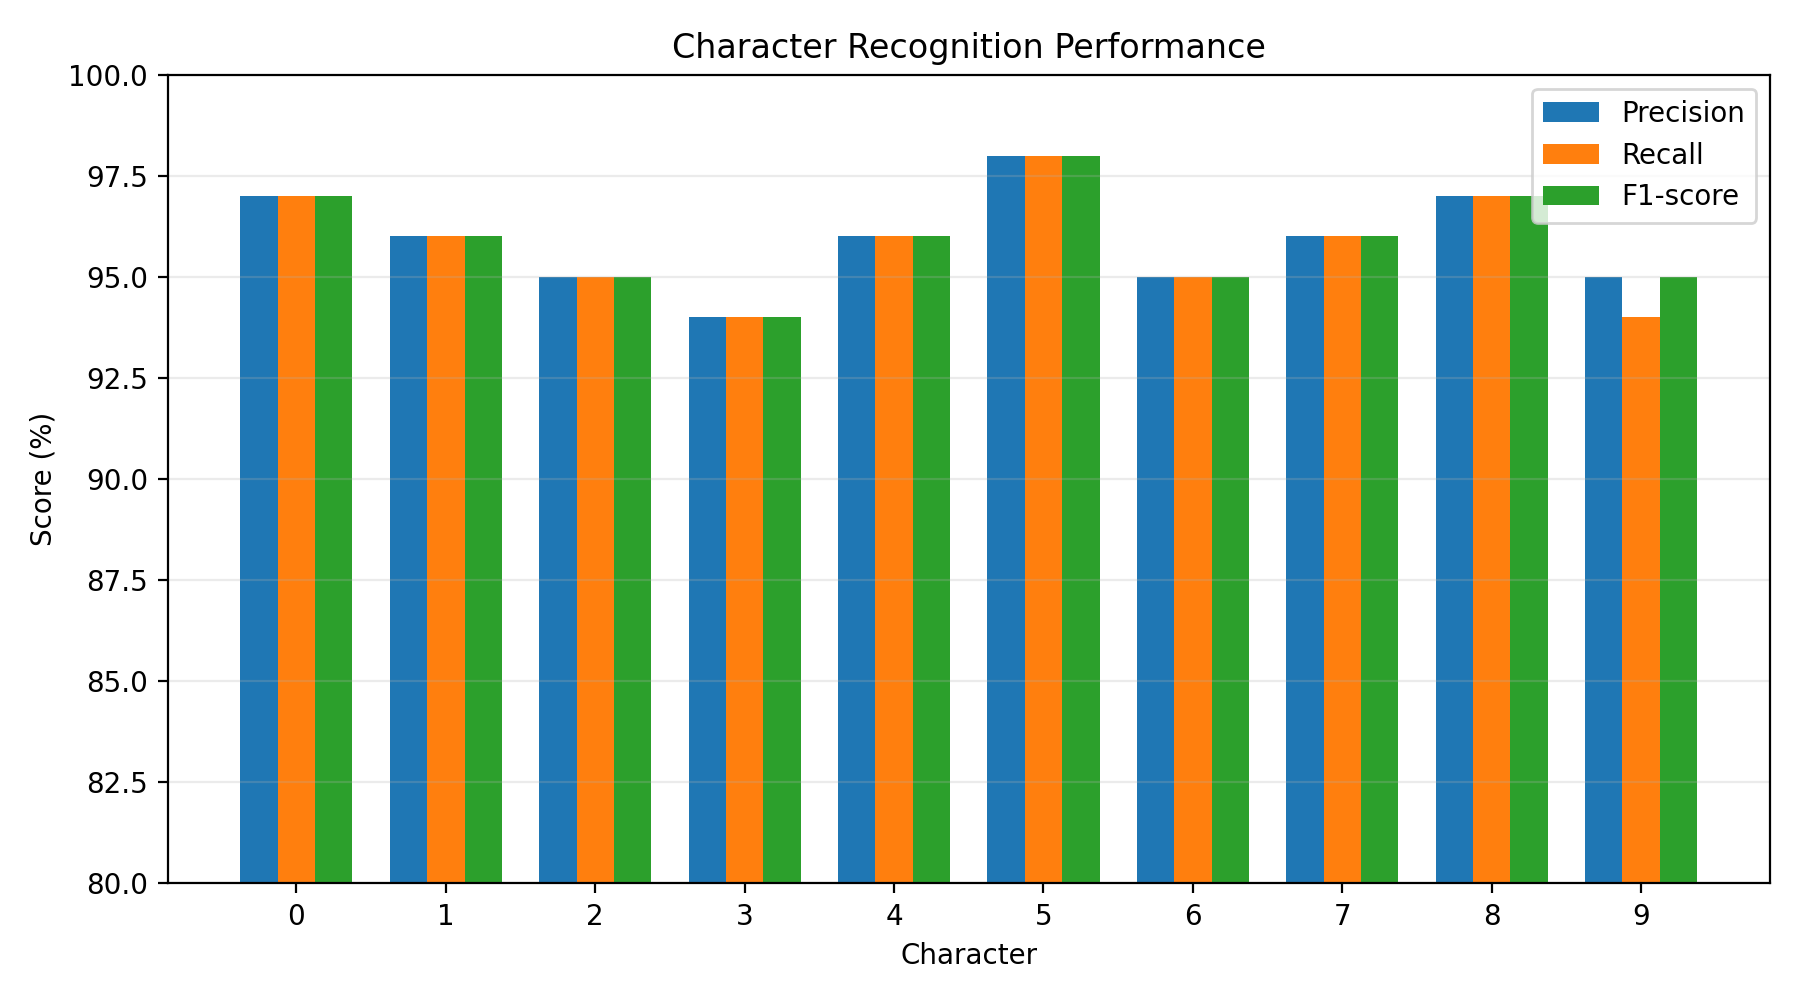 Character Recognition Performance
100.0
97.5
95.0
92.5
90.0
87.5
85.0
82.5
80.0
Score (%)
Precision
Recall
F1-score
0 1 2 3 4 5 6 7 8 9
Character